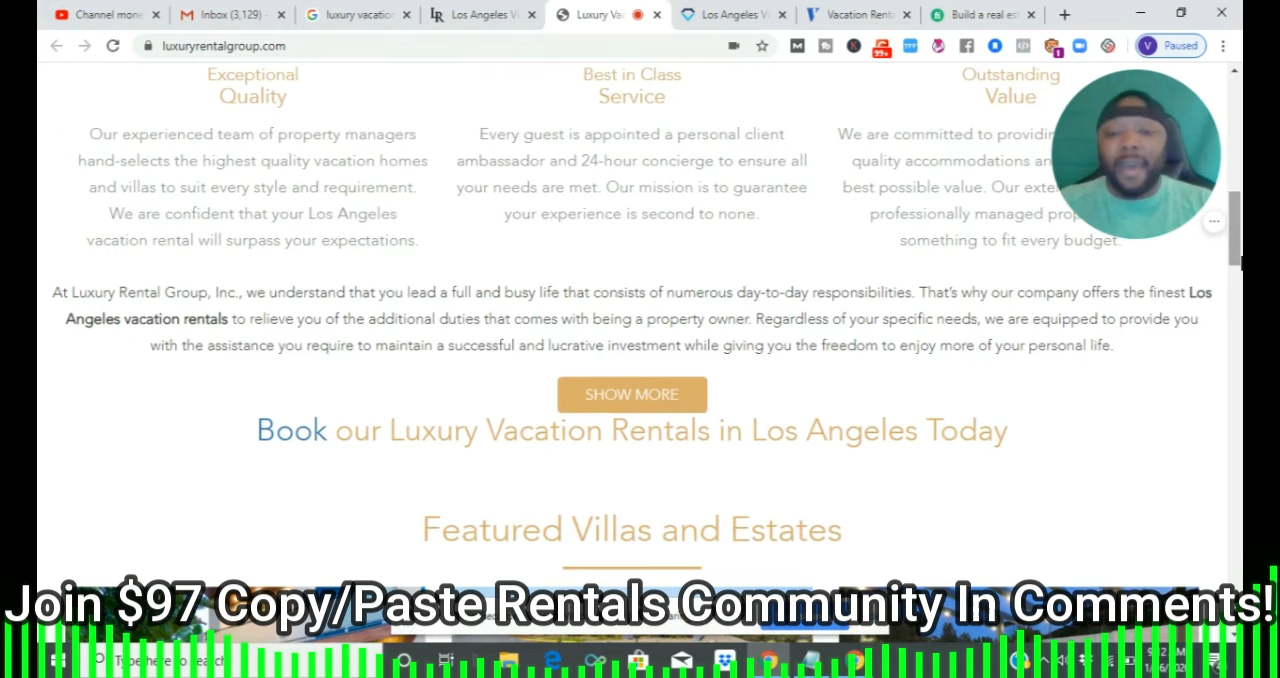 Channel mone
Inbox (3,129) -
luxury vacatio
Los Angeles V
Luxury Va
Los Angeles V
Vacation Renta
Build a real es
luxuryrentalgroup.com
Paused
Exceptional
Quality
Our experienced team of property managers
hand-selects the highest quality vacation homes
and villas to suit every style and requirement.
We are confident that your Los Angeles
vacation rental will surpass your expectations.
Best in Class
Service
Every guest is appointed a personal client
ambassador and 24-hour concierge to ensure all
your needs are met. Our mission is to guarantee
your experience is second to none.
Outstanding
Value
We are committed to providin
quality accommodations an
best possible value. Our exte
professionally managed prop
something to fit every budget.
At Luxury Rental Group, Inc., we understand that you lead a full and busy life that consists of numerous day-to-day responsibilities. That's why our company offers the finest Los
Angeles vacation rentals to relieve you of the additional duties that comes with being a property owner. Regardless of your specific needs, we are equipped to provide you
with the assistance you require to maintain a successful and lucrative investment while giving you the freedom to enjoy more of your personal life.
SHOW MORE
Book our Luxury Vacation Rentals in Los Angeles Today
Featured Villas and Estates
Join $97 Copy/Paste Rentals Community In Comments!
Type here to search